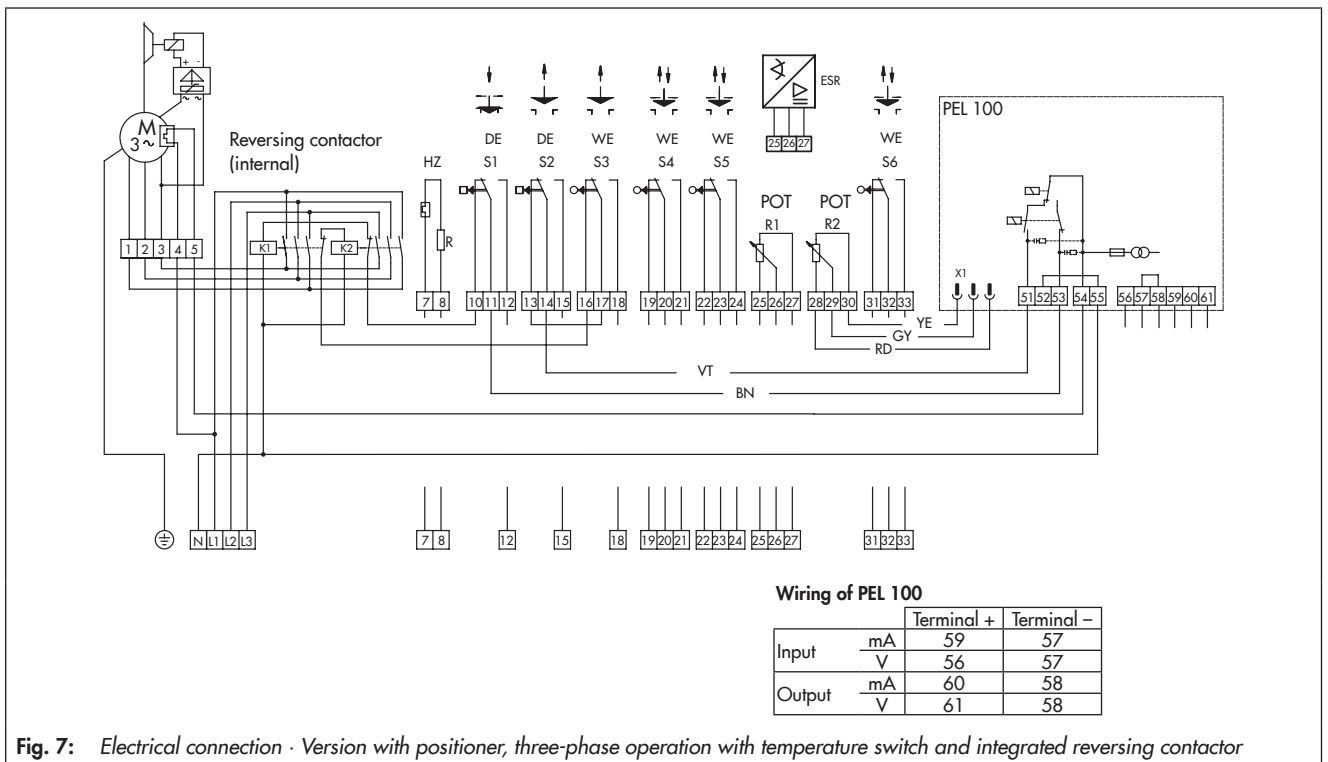 ESR
25 26 27
PEL 100
M
3 ~
+ -
~ ~
Reversing contactor
(internal)
HZ
DE
S1
DE
S2
WE
S3
WE
S4
WE
S5
WE
S6
POT
R1
POT
R2
R
K1
K2
X1
1 2 3 4 5
7 8
10 11 12
13 14 15
16 17 18
19 20 21
22 23 24
25 26 27
28 29 30
31 32 33
51 52 53 54 55
56 57 58 59 60 61
YE
GY
RD
VT
BN
N L1 L2 L3
7 8
12
15
18
19 20 21
22 23 24
25 26 27
31 32 33
Wiring of PEL 100
Terminal + Terminal –
Input mA 59 57
V 56 57
Output mA 60 58
V 61 58
Fig. 7: Electrical connection · Version with positioner, three-phase operation with temperature switch and integrated reversing contactor